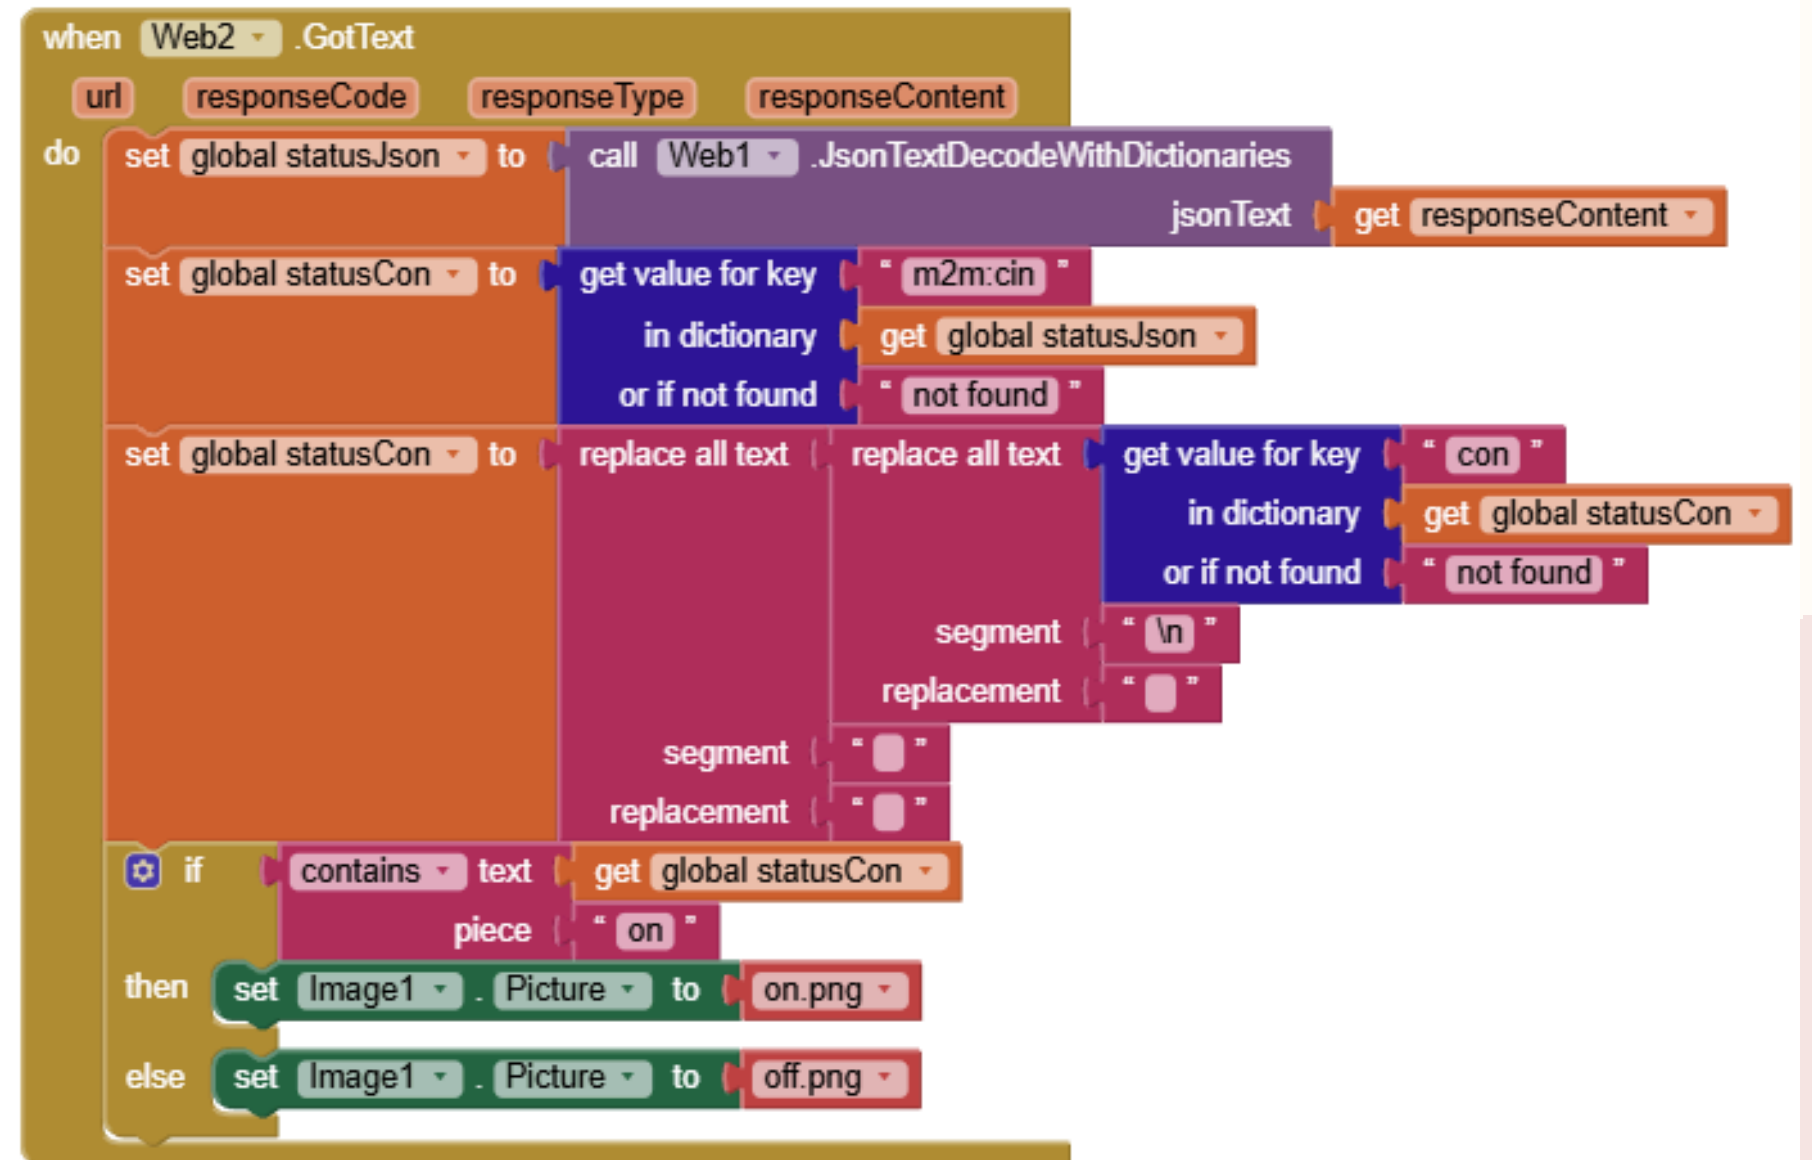 when Web2 .GotText
url responseCode responseType responseContent
do set global statusJson to call Web1 .JsonTextDecodeWithDictionaries
jsonText get responseContent
set global statusCon to get value for key " m2m:cin "
in dictionary get global statusJson
or if not found " not found "
set global statusCon to replace all text replace all text get value for key " con "
in dictionary get global statusCon
or if not found " not found "
segment " \n "
replacement " "
segment " "
replacement " "
if contains text get global statusCon
piece " on "
then set Image1 . Picture to on.png
else set Image1 . Picture to off.png